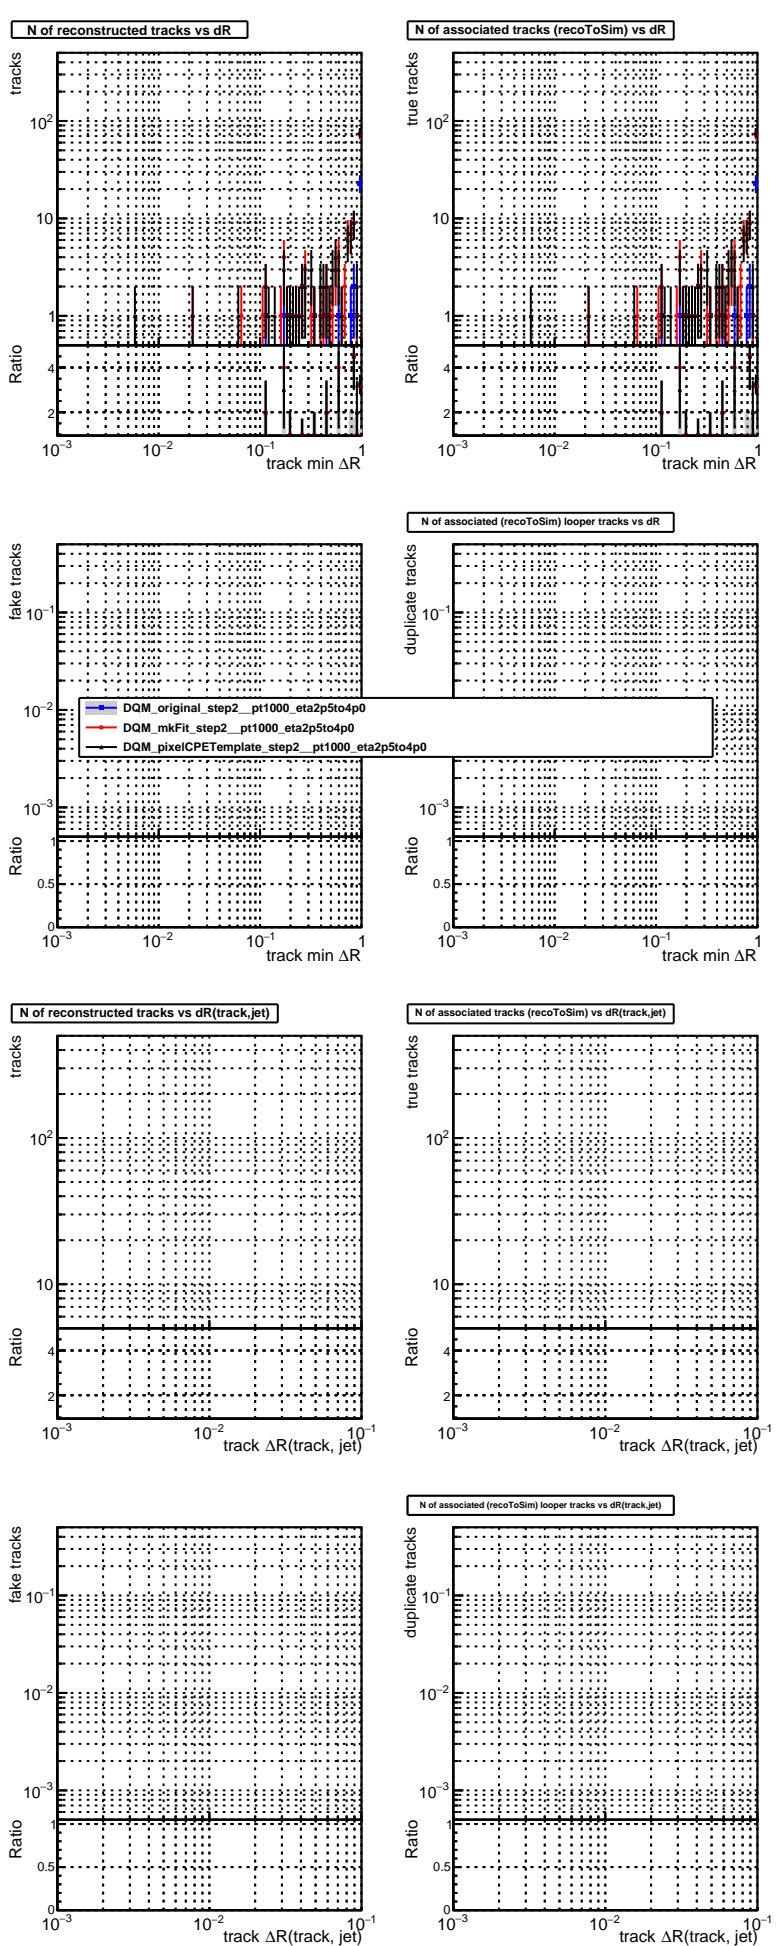 N of reconstructed tracks vs dR
tracks
10²
10
1
Ratio
4
2
10⁻³
10⁻²
10⁻¹
1
track min ΔR
N of associated tracks (recoToSim) vs dR
true tracks
10²
10
1
Ratio
4
2
10⁻³
10⁻²
10⁻¹
1
track min ΔR
fake tracks
10⁻¹
10⁻²
10⁻³
Ratio
1
0.5
0
10⁻³
10⁻²
10⁻¹
1
track min ΔR
N of associated (recoToSim) looper tracks vs dR
duplicate tracks
10⁻¹
10⁻³
Ratio
1
0.5
0
10⁻³
10⁻²
10⁻¹
1
track min ΔR
DQM_original_step2__pt1000_eta2p5to4p0
DQM_mkFit_step2__pt1000_eta2p5to4p0
DQM_pixelCPETemplate_step2__pt1000_eta2p5to4p0
N of reconstructed tracks vs dR(track,jet)
tracks
10²
10
Ratio
4
2
10⁻³
10⁻²
10⁻¹
track ΔR(track, jet)
N of associated tracks (recoToSim) vs dR(track,jet)
true tracks
10²
10
Ratio
4
2
10⁻³
10⁻²
10⁻¹
track ΔR(track, jet)
fake tracks
10⁻¹
10⁻²
10⁻³
Ratio
1
0.5
0
10⁻³
10⁻²
10⁻¹
track ΔR(track, jet)
N of associated (recoToSim) looper tracks vs dR(track,jet)
duplicate tracks
10⁻¹
10⁻²
10⁻³
Ratio
1
0.5
0
10⁻³
10⁻²
10⁻¹
track ΔR(track, jet)